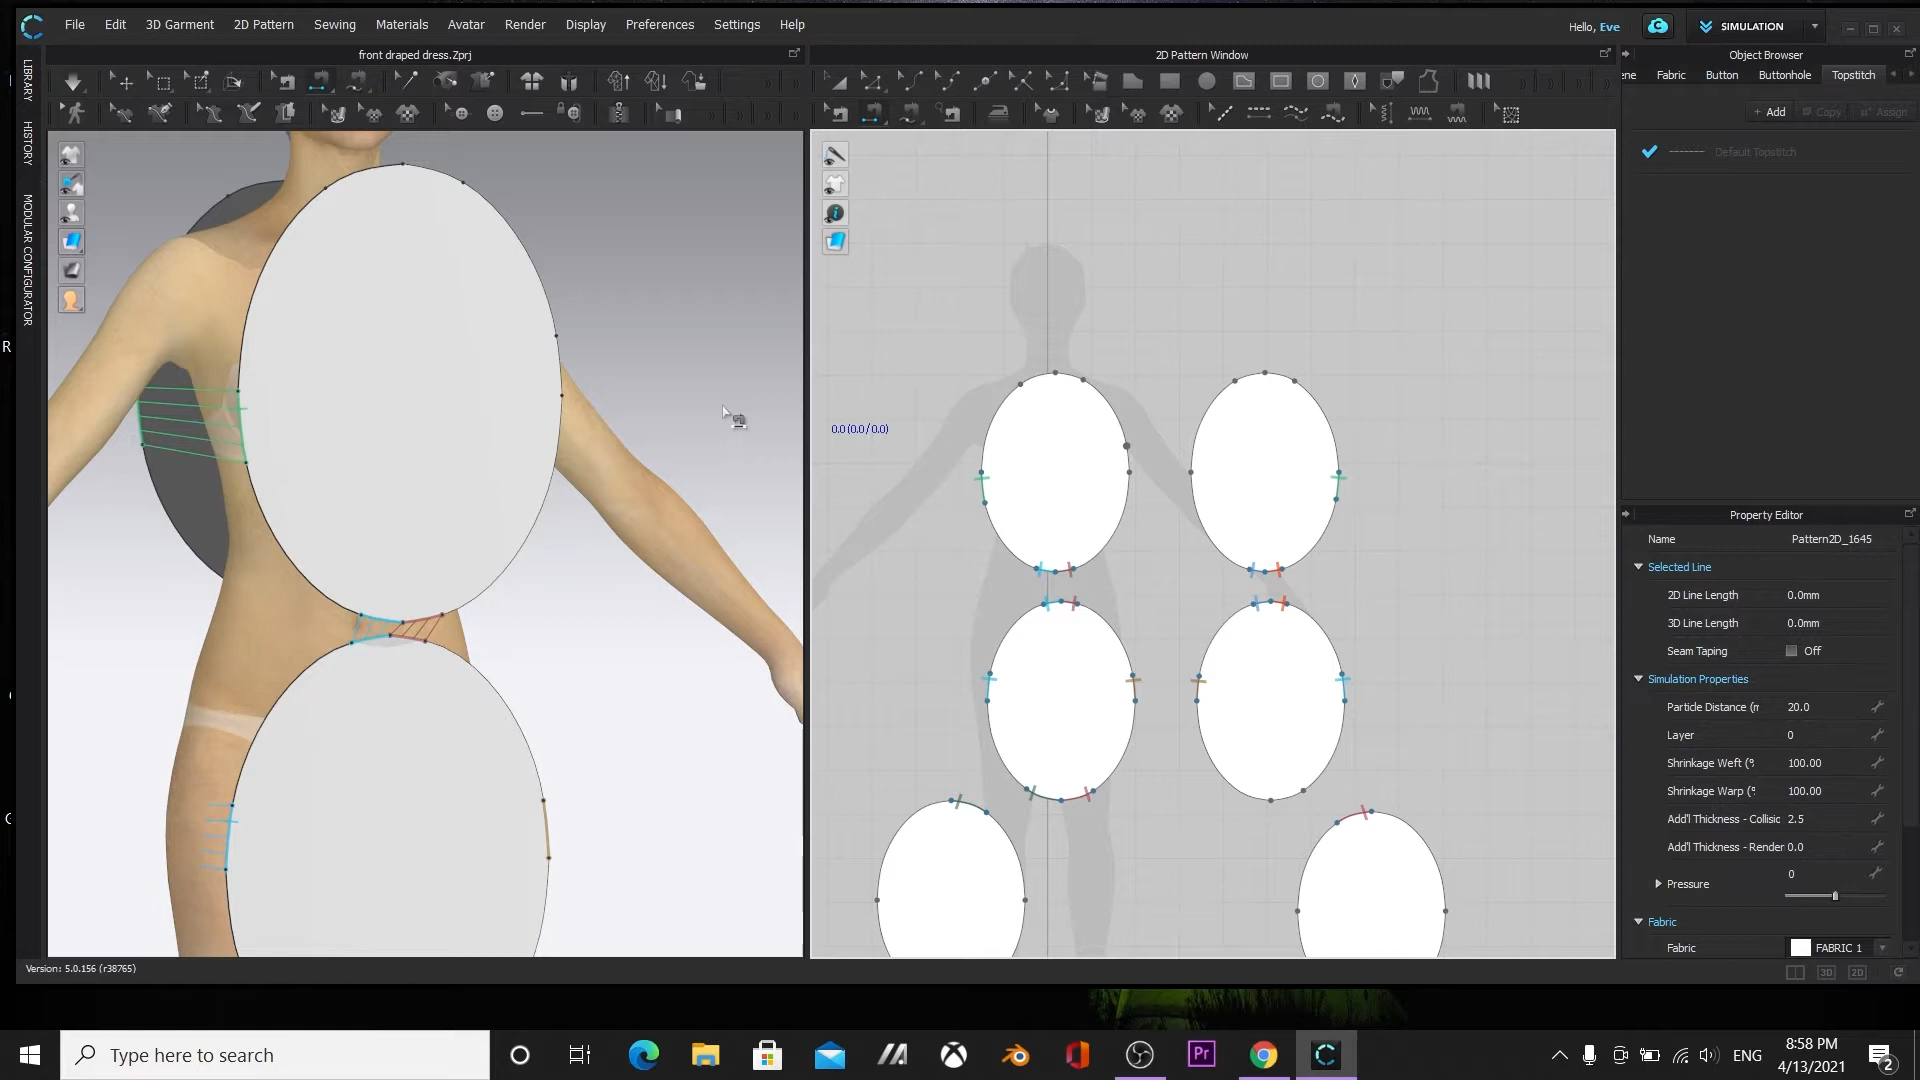 File Edit 3D Garment 2D Pattern Sewing Materials Avatar Render Display Preferences Settings Help
Hello, Eve
SIMULATION
front draped dress.Zprj
2D Pattern Window
Object Browser
ene Fabric Button Buttonhole Topstitch
+ Add Copy Assign
Default Topstitch
LIBRARY
HISTORY
MODULAR CONFIGURATOR
0.0 (0.0/0.0)
Property Editor
Name Pattern2D_1645
Selected Line
2D Line Length 0.0mm
3D Line Length 0.0mm
Seam Taping Off
Simulation Properties
Particle Distance (m 20.0
Layer 0
Shrinkage Weft (% 100.00
Shrinkage Warp (% 100.00
Add'l Thickness - Collisic 2.5
Add'l Thickness - Render 0.0
Pressure 0
Fabric
Fabric FABRIC 1
Version: 5.0.156 (r38765)
3D 2D
R
G
Type here to search
Pr
ENG
8:58 PM
4/13/2021
2